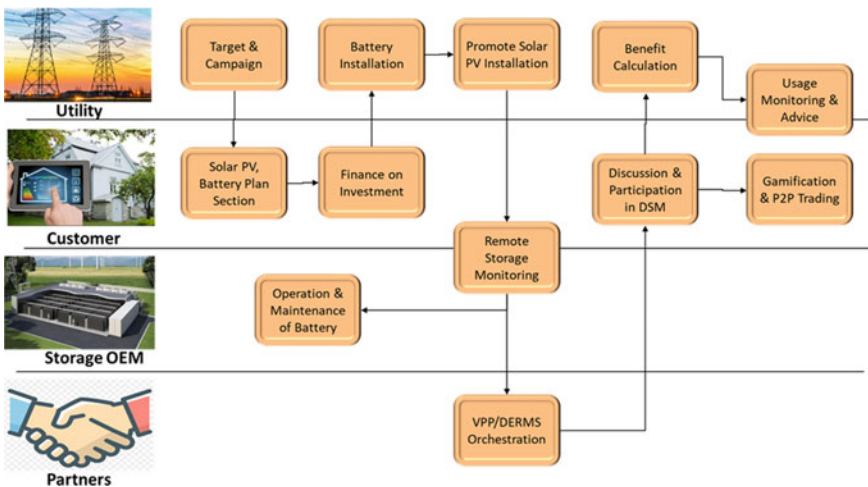 Target &
Campaign
Battery
Installation
Promote Solar
PV Installation
Benefit
Calculation
Usage
Monitoring &
Advice
Utility
Solar PV,
Battery Plan
Section
Finance on
Investment
Discussion &
Participation
in DSM
Gamification
& P2P Trading
Customer
Remote
Storage
Monitoring
Operation &
Maintenance
of Battery
Storage OEM
VPP/DERMS
Orchestration
Partners